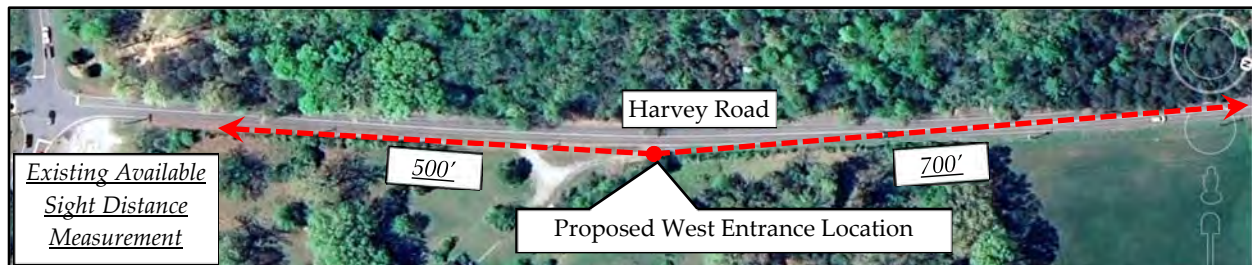 Harvey Road
500'
700'
Existing Available
Sight Distance
Measurement
Proposed West Entrance Location
N